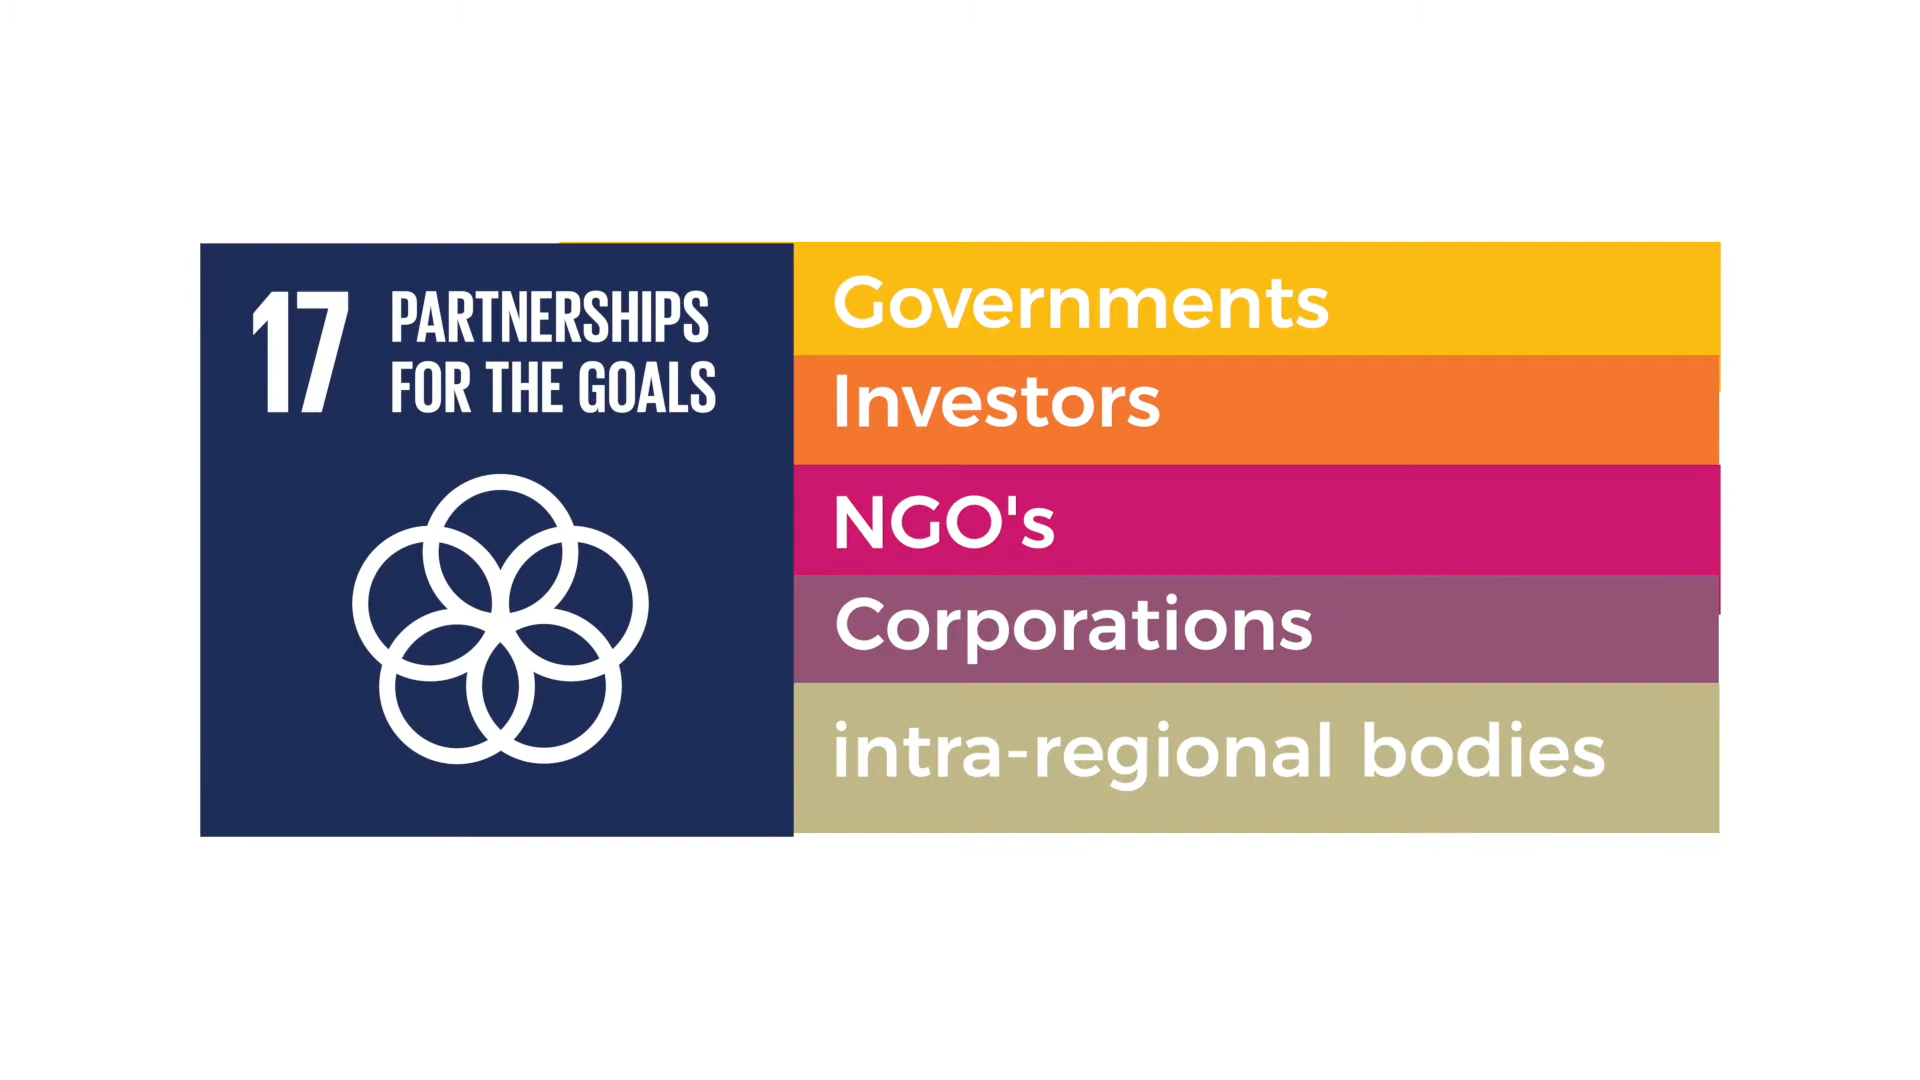 17
PARTNERSHIPS
FOR THE GOALS
Governments
Investors
NGO's
Corporations
intra-regional bodies